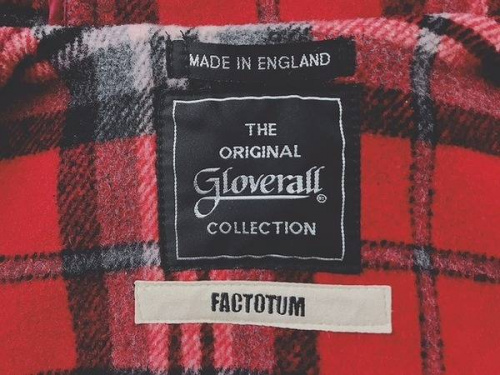 MADE IN ENGLAND
THE
ORIGINAL
Gloverall®
COLLECTION
FACTOTUM